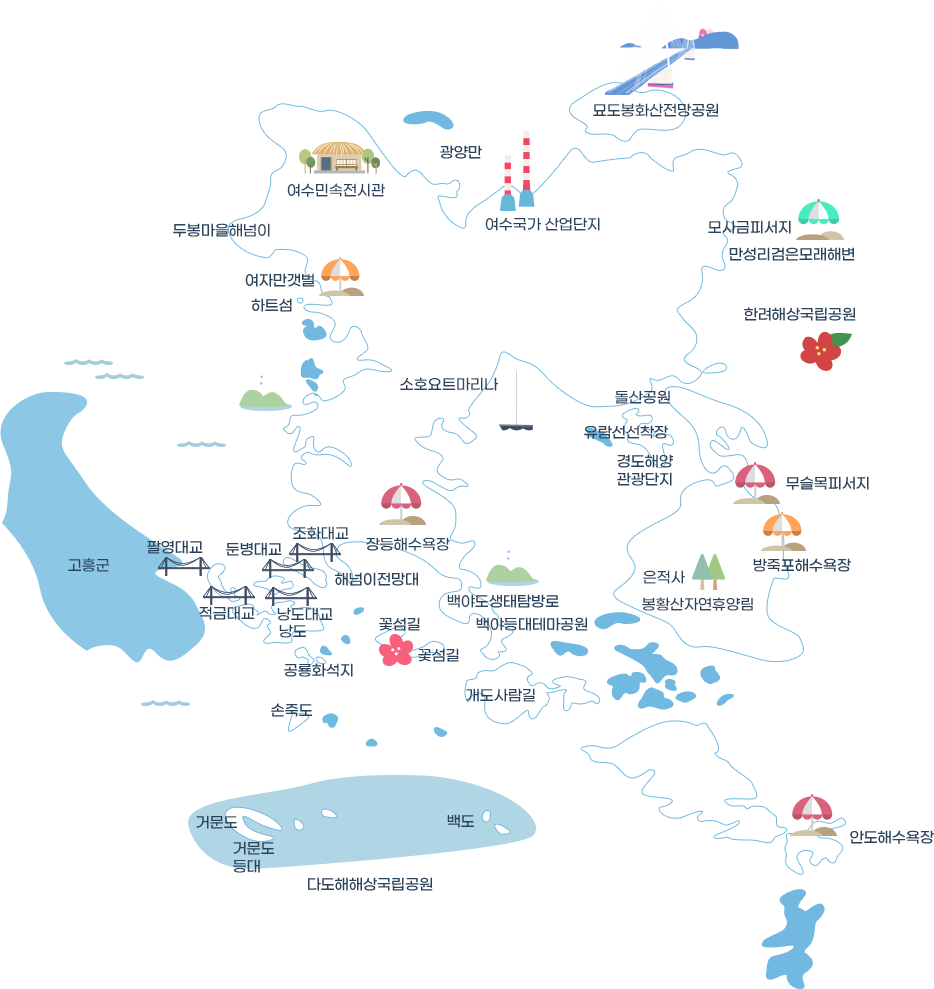 묘도봉화산전망공원
광양만
여수민속전시관
여수국가 산업단지
두봉마을해넘이
모사금피서지
만성리검은모래해변
여자만갯벌
하트섬
한려해상국립공원
소호요트마리나
돌산공원
유람선선착장
경도해양
관광단지
무슬목피서지
조화대교
팔영대교
둔병대교
장등해수욕장
고흥군
방죽포해수욕장
해넘이전망대
은적사
백야도생태탐방로
봉황산자연휴양림
적금대교
낭도대교
낭도
꽃섬길
백야등대테마공원
꽃섬길
공룡화석지
개도사람길
손죽도
거문도
백도
거문도
등대
안도해수욕장
다도해해상국립공원